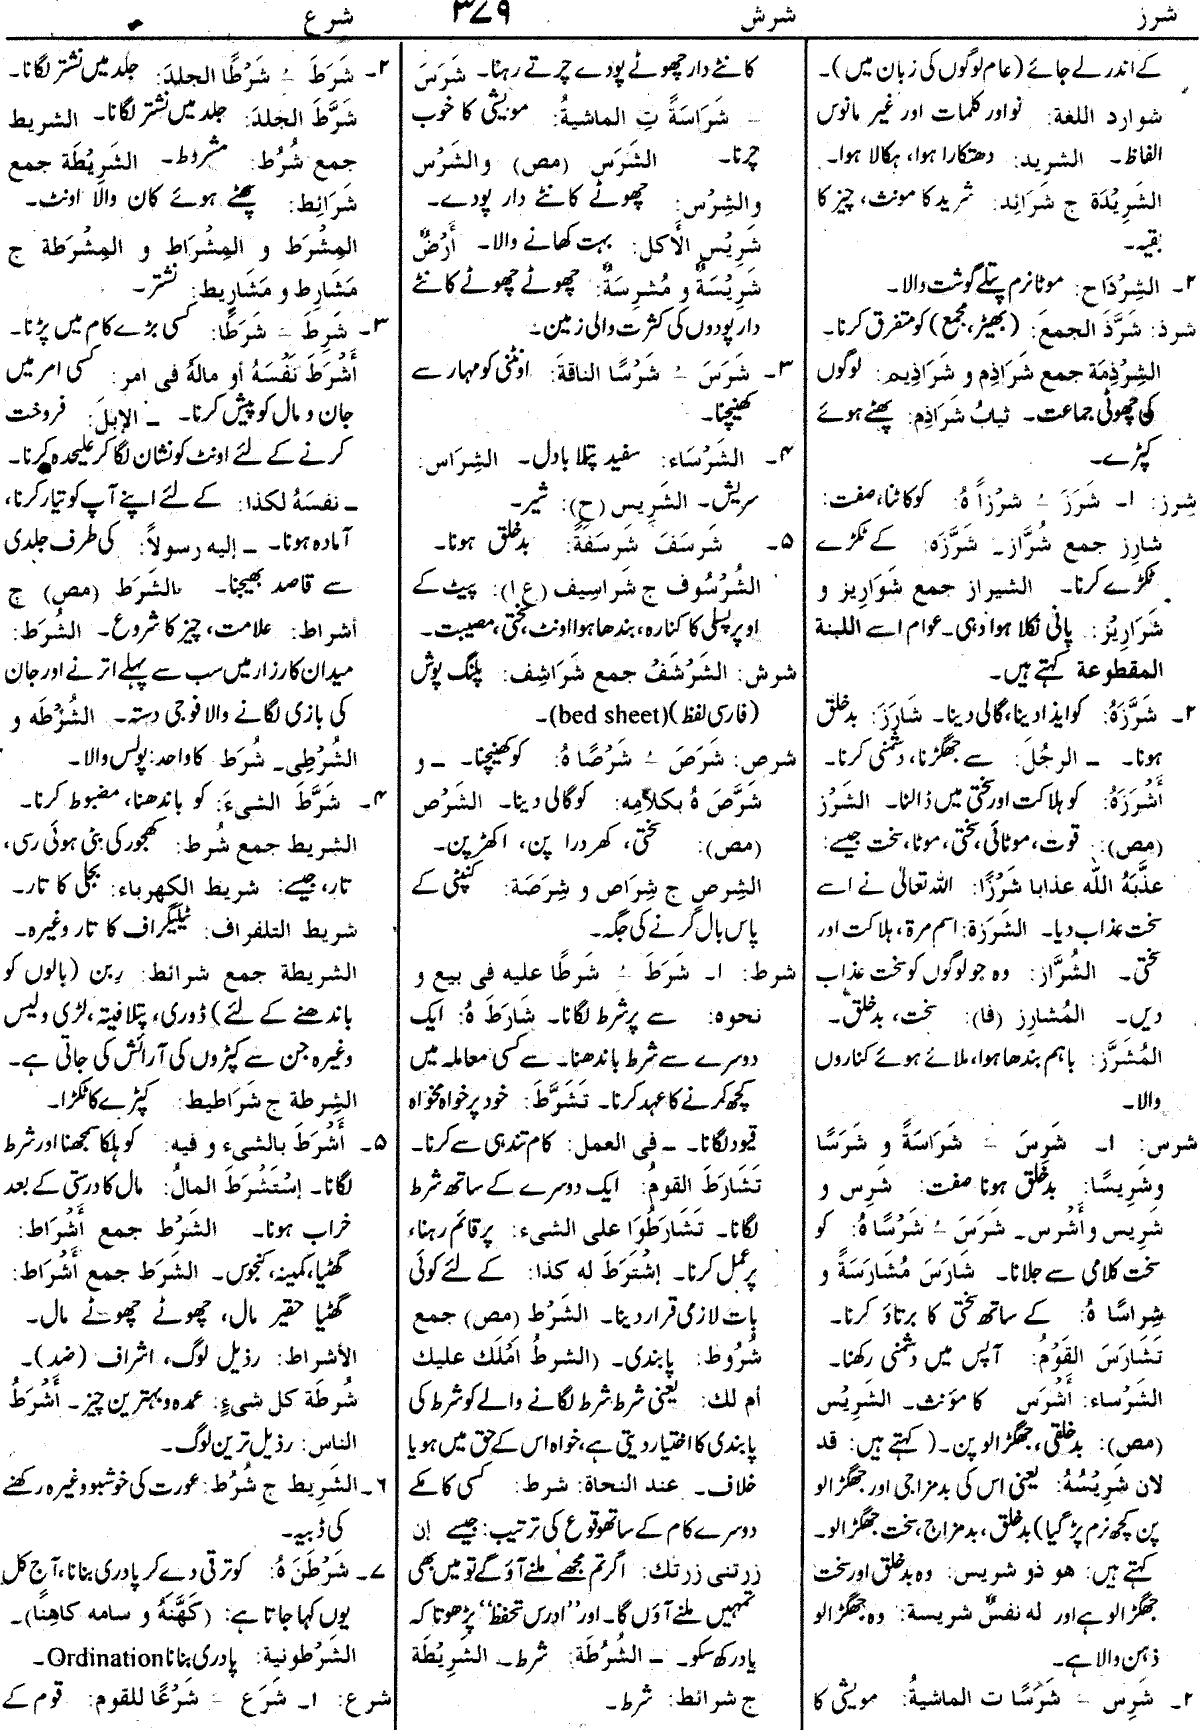 شرز
شرش
۳۷۹
شرع
کے اندر لے جائے (عام لوگوں کی زبان میں)۔
شوارد اللغة: نوادر کلمات اور غیر مانوس
الفاظ۔ الشرید: دھتکارا ہوا، ہکالا ہوا۔
الشَرِيْدَة ج شَرَائِد: شرید کا مونث، چیز کا
بقیہ۔
۲۔ الشِرْدَاح: موٹا نرم پتلے گوشت والا۔
شرذ: شَرَّذَ الجمعَ: (بھیڑ، مجمع) کو متفرق کرنا۔
الشِرْذِمَة جمع شَرَاذِم و شَرَاذِيم: لوگوں
کی چھوٹی جماعت۔ ثیابُ شَرَاذِم: پھٹے ہوئے
کپڑے۔
شرز: ۱۔ شَرَزَ ـُ شرْزاً هُ: کو کاٹنا، صفت:
شارِز جمع شُرَّاز۔ شَرَّزَه: کے ٹکڑے
ٹکڑے کرنا۔ الشیراز جمع شَوَارِیز و
شَرَارِیْز: پانی نکلا ہوا دہی۔ عوام اسے اللبنة
المقطوعة کہتے ہیں۔
۲۔ شَرَّزَهُ: کو ایذا دینا، گالی دینا۔ شَارَزَ: بدخلق
ہونا۔ ـ الرجُلَ: سے جھگڑنا، دشمنی کرنا۔
أشْرَزَهُ: کو ہلاکت اور سختی میں ڈالنا۔ الشَرْز
(مص): قوت، موٹائی، سختی، موٹا، سخت جیسے:
عذَّبَهُ اللّٰه عذابا شَرْزًا: اللہ تعالیٰ نے اسے
سخت عذاب دیا۔ الشَرْزَة: اسم مرة، ہلاکت اور
سختی۔ الشُرَّاز: وہ جو لوگوں کو سخت عذاب
دیں۔ المُشارِز (فا): سخت، بدخلق۔
المُشَرَّز: باہم بندھا ہوا، ملائے ہوئے کناروں
والا۔
شرس: ۱۔ شَرِسَ ـَ شَرَاسَةً و شَرَسًا
وشَرِیسًا: بدخلق ہونا صفت: شَرِس و
شَرِیس و أشْرس۔ شَرَسَ ـُ شَرْسًا هُ: کو
سخت کلامی سے جلانا۔ شَارَسَ مُشَارَسَةً و
شِراسًا هُ: کے ساتھ سختی کا برتاؤ کرنا۔
تَشَارَسَ القَوْمُ: آپس میں دشمنی رکھنا۔
الشَرْساء: أَشْرَس کا مؤنث۔ الشَرِیْس
(مص): بدخلقی، جھگڑالو پن۔ (کہتے ہیں: قد
لان شَرِیْسُهُ: یعنی اس کی بدمزاجی اور جھگڑالو
پن کچھ نرم پڑ گیا) بدخلق، بدمزاج، سخت جھگڑالو۔
کہتے ہیں: هو ذو شریس: وہ بدخلق اور سخت
جھگڑالو ہے اور له نفسٌ شریسة: وہ جھگڑالو
ذہن والا ہے۔
۲۔ شَرِس ـَ شَرَسًا ت الماشیةُ: مویشی کا
کانٹے دار چھوٹے پودے چرتے رہنا۔ شَرَسَ
ـُ شَرَاسَةً تِ الماشیةُ: مویشی کا خوب
چرنا۔ الشَرَس (مص) والشَرْس
والشِرْس: چھوٹے کانٹے دار پودے۔
شَرِیْس الأکل: بہت کھانے والا۔ أرْضٌ
شَرِیْسَةٌ و مُشرِسَةٌ: چھوٹے چھوٹے کانٹے
دار پودوں کی کثرت والی زمین۔
۳۔ شَرَسَ ـُ شَرْسًا الناقةَ: اونٹنی کو مہار سے
کھینچنا۔
۴۔ الشَرْسَاء: سفید پتلا بادل۔ الشِرَاس:
سریش۔ الشَرِیس (ح): شیر۔
۵۔ شَرسَفَ شَرسَفَةً: بدخلق ہونا۔
الشُرْسُوف ج شَراسِیف (ع ا): پیٹ کے
اوپر پسلی کا کنارہ، بندھا ہوا اونٹ، سختی، مصیبت۔
شرش: الشَرْشَفُ جمع شَرَاشِف: پلنگ پوش
(فارسی لفظ) (bed sheet)۔
شرص: شَرَصَ ـُ شَرْصًا هُ: کو کھینچنا۔ ـ و
شَرَّصَ هُ بکلامِه: کو گالی دینا۔ الشَرْص
(مص): سختی، کھردرا پن، اکھڑپن۔
الشِرص ج شِرَاص و شِرَصَة: کنپٹی کے
پاس بال گرنے کی جگہ۔
شرط: ۱۔ شَرَطَ ـُ شَرطًا علیه فی بیع و
نحوه: سے پر شرط لگانا۔ شَارَطَ هُ: ایک
دوسرے سے شرط باندھنا۔ سے کسی معاملہ میں
کچھ کرنے کا عہد کرنا۔ تَشَرَّطَ: خود پر خواہ مخواہ
قیود لگانا۔ ـ فی العمل: کام تندہی سے کرنا۔
تَشَارَطَ القومُ: ایک دوسرے کے ساتھ شرط
لگانا۔ تَشَارَطُوَا علی الشیء: پر قائم رہنا،
پر عمل کرنا۔ اِشْتَرَطَ له کذا: کے لئے کوئی
بات لازمی قرار دینا۔ الشَرْط (مص) جمع
شُرُوط: پابندی۔ (الشرطُ امْلَك علیك
أم لك: یعنی شرط، شرط لگانے والے کو شرط کی
پابندی کا اختیار دیتی ہے، خواہ اس کے حق میں ہو یا
خلاف۔ عند النحاة: شرط: کسی کام کے
دوسرے کام کے ساتھ وقوع کی ترتیب: جیسے إن
زرتنی زرتك: اگر تم مجھے ملنے آؤ گے تو میں بھی
تمہیں ملنے آؤں گا۔ اور ”ادرس تحفظ“ پڑھو تا کہ
یاد رکھ سکو۔ ـ الشُرْطَة: شرط۔ الشَرِیْطَة
ج شرائط: شرط۔
۲۔ شَرَطَ ـُ شَرْطًا الجلدَ: جلد میں نشتر لگانا۔
شَرَّطَ الجلدَ: جلد میں نشتر لگانا۔ الشریط
جمع شُرُط: مشروط۔ الشَرِیْطَة جمع
شَرَائِط: پھٹے ہوئے کان والا اونٹ۔
المِشْرَط و المِشْراط و المِشْرطة ج
مَشَارِط و مَشَارِیط: نشتر۔
۳۔ شَرِطَ ـَ شَرَطًا: کسی بڑے کام میں پڑنا۔
أشْرَطَ نَفْسَهُ أو مالهُ فی امرٍ: کسی امر میں
جان و مال کو پیش کرنا۔ ـ الإبلَ: فروخت
کرنے کے لئے اونٹ کو نشان لگا کر علیحدہ کرنا۔
ـ نفسَهُ لکذا: کے لئے اپنے آپ کو تیار کرنا،
آمادہ ہونا۔ ـ إلیه رسولاً: کی طرف جلدی
سے قاصد بھیجنا۔ الشَرَط (مص) ج
أشراط: علامت، چیز کا شروع۔ الشُرَط:
میدان کارزار میں سب سے پہلے اترنے اور جان
کی بازی لگانے والا فوجی دستہ۔ الشُرْطَه و
الشُرْطِی۔ شُرَط کا واحد: پولس والا۔
۴۔ شَرَّطَ الشیءَ: کو باندھنا، مضبوط کرنا۔
الشریط جمع شُرط: کھجور کی بٹی ہوئی رسی،
تار، جیسے: شریط الکهرباء: بجلی کا تار۔
شریط التلغراف: ٹیلیگراف کا تار وغیرہ۔
الشریطة جمع شرائط: ربن (بالوں کو
باندھنے کے لئے) ڈوری، پتلا فیتہ، لڑی و لیس
وغیرہ جن سے کپڑوں کی آرائش کی جاتی ہے۔
الشِرطة ج شَرَاطیط: کپڑے کا ٹکڑا۔
۵۔ أَشْرَطَ بالشیء و فیه: کو ہلکا سمجھنا اور شرط
لگانا۔ اِسْتَشْرَطَ المالُ: مال کا درستی کے بعد
خراب ہونا۔ الشَرْط جمع أَشْرَاط:
گھٹیا، کمینہ، کنجوس۔ الشَرَط جمع أشْرَاط:
گھٹیا حقیر مال، چھوٹے چھوٹے مال۔
الأشراط: رذیل لوگ، اشراف (ضد)۔
شُرطَة کل شیءٍ: عمدہ و بہترین چیز۔ أَشْرَطُ
الناس: رذیل ترین لوگ۔
۶۔ الشَرِیط ج شُرُط: عورت کی خوشبو وغیرہ رکھنے
کی ڈبیہ۔
۷۔ شَرْطَنَ هُ: کو ترقی دے کر پادری بنانا، آج کل
یوں کہا جاتا ہے: (کَهَّنَهُ و سامه کاهِنًا)۔
الشَرْطونیة: پادری بنانا Ordination۔
شرع: ۱۔ شَرَع ـَ شَرْعًا للقوم: قوم کے